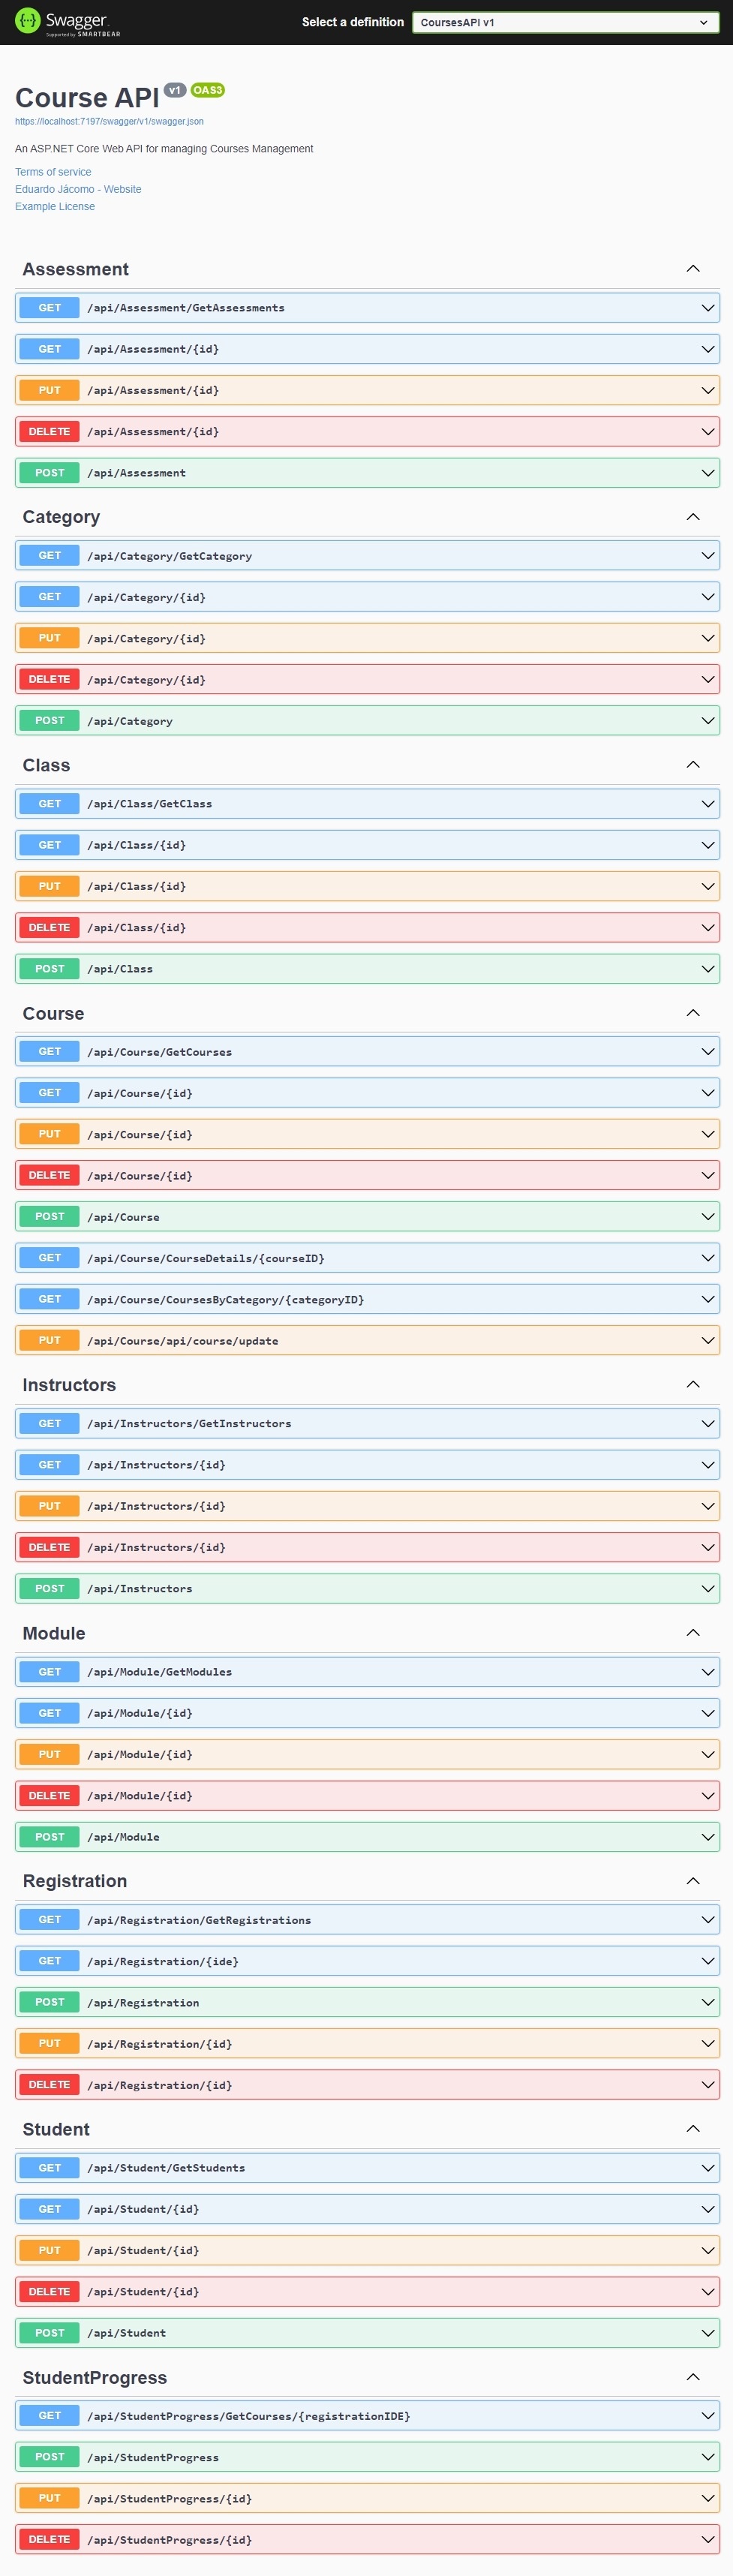 Swagger.
Supported by SMARTBEAR
Select a definition
CoursesAPI v1
Course API v1 OAS3
https://localhost:7197/swagger/v1/swagger.json
An ASP.NET Core Web API for managing Courses Management
Terms of service
Eduardo Jácomo - Website
Example License
Assessment
GET /api/Assessment/GetAssessments
GET /api/Assessment/{id}
PUT /api/Assessment/{id}
DELETE /api/Assessment/{id}
POST /api/Assessment
Category
GET /api/Category/GetCategory
GET /api/Category/{id}
PUT /api/Category/{id}
DELETE /api/Category/{id}
POST /api/Category
Class
GET /api/Class/GetClass
GET /api/Class/{id}
PUT /api/Class/{id}
DELETE /api/Class/{id}
POST /api/Class
Course
GET /api/Course/GetCourses
GET /api/Course/{id}
PUT /api/Course/{id}
DELETE /api/Course/{id}
POST /api/Course
GET /api/Course/CourseDetails/{courseID}
GET /api/Course/CoursesByCategory/{categoryID}
PUT /api/Course/api/course/update
Instructors
GET /api/Instructors/GetInstructors
GET /api/Instructors/{id}
PUT /api/Instructors/{id}
DELETE /api/Instructors/{id}
POST /api/Instructors
Module
GET /api/Module/GetModules
GET /api/Module/{id}
PUT /api/Module/{id}
DELETE /api/Module/{id}
POST /api/Module
Registration
GET /api/Registration/GetRegistrations
GET /api/Registration/{ide}
POST /api/Registration
PUT /api/Registration/{id}
DELETE /api/Registration/{id}
Student
GET /api/Student/GetStudents
GET /api/Student/{id}
PUT /api/Student/{id}
DELETE /api/Student/{id}
POST /api/Student
StudentProgress
GET /api/StudentProgress/GetCourses/{registrationIDE}
POST /api/StudentProgress
PUT /api/StudentProgress/{id}
DELETE /api/StudentProgress/{id}